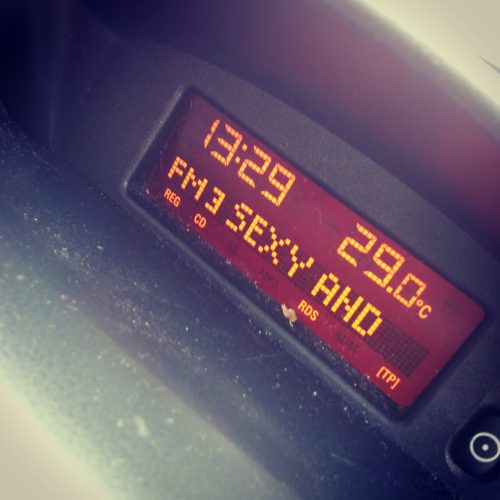 13:29 29.0°C
FM3 SEXY AND
REG CD RDS [TP]